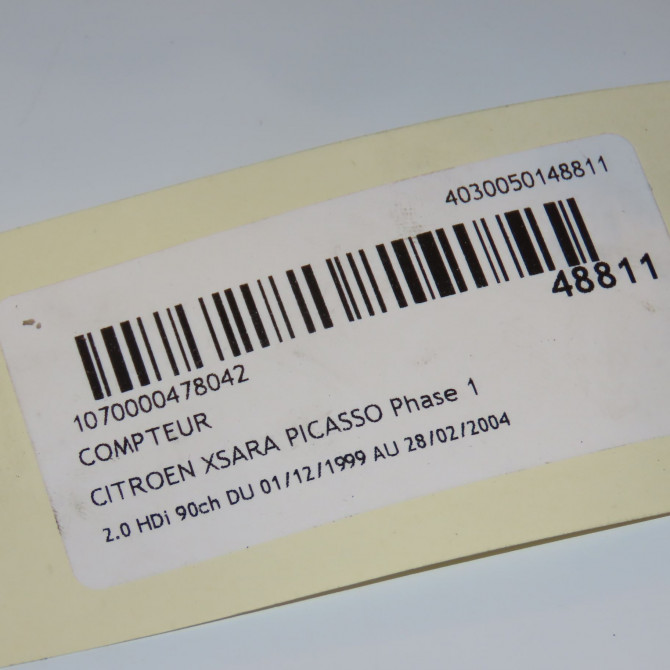 4030050148811
48811
1070000478042
COMPTEUR
CITROEN XSARA PICASSO Phase 1
2.0 HDi 90ch DU 01/12/1999 AU 28/02/2004